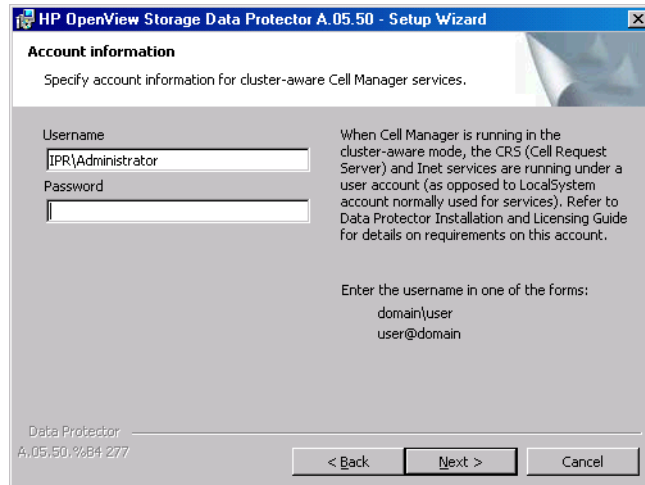 HP OpenView Storage Data Protector A.05.50 - Setup Wizard
Account information
Specify account information for cluster-aware Cell Manager services.
Username
IPR\Administrator
Password
When Cell Manager is running in the
cluster-aware mode, the CRS (Cell Request
Server) and Inet services are running under a
user account (as opposed to LocalSystem
account normally used for services). Refer to
Data Protector Installation and Licensing Guide
for details on requirements on this account.
Enter the username in one of the forms:
domain\user
user@domain
Data Protector
A.05.50.%84 277
< Back
Next >
Cancel